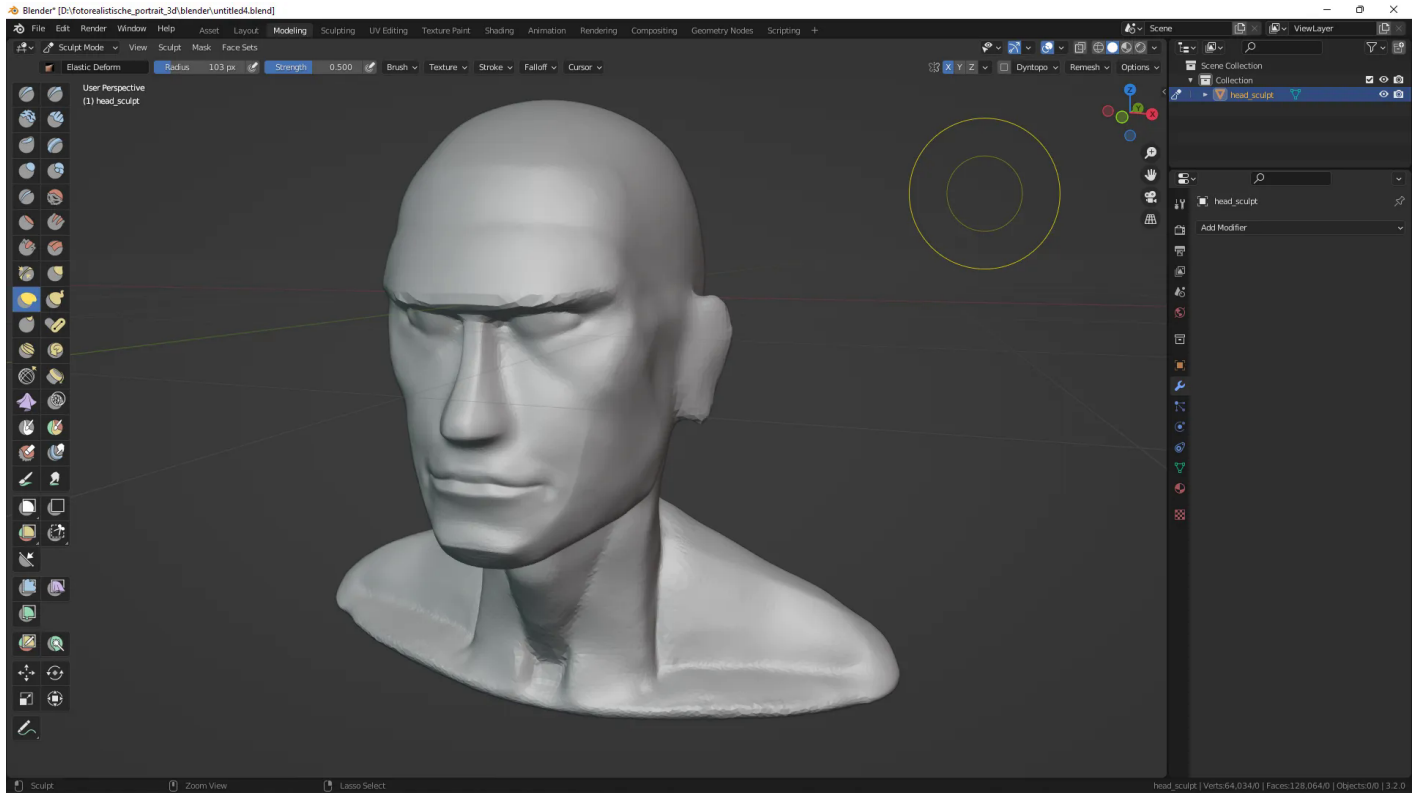 Blender* [D:\fotorealistische_portrait_3d\blender\untitled4.blend]
File Edit Render Window Help Asset Layout Modeling Sculpting UV Editing Texture Paint Shading Animation Rendering Compositing Geometry Nodes Scripting + Scene ViewLayer
Sculpt Mode View Sculpt Mask Face Sets
Elastic Deform Radius 103 px Strength 0.500 Brush Texture Stroke Falloff Cursor X Y Z Dyntopo Remesh Options
User Perspective
(1) head_sculpt
Z
Y
X
Scene Collection
Collection
head_sculpt
head_sculpt
Add Modifier
Sculpt Zoom View Lasso Select head_sculpt | Verts:64,034/0 | Faces:128,064/0 | Objects:0/0 | 3.2.0